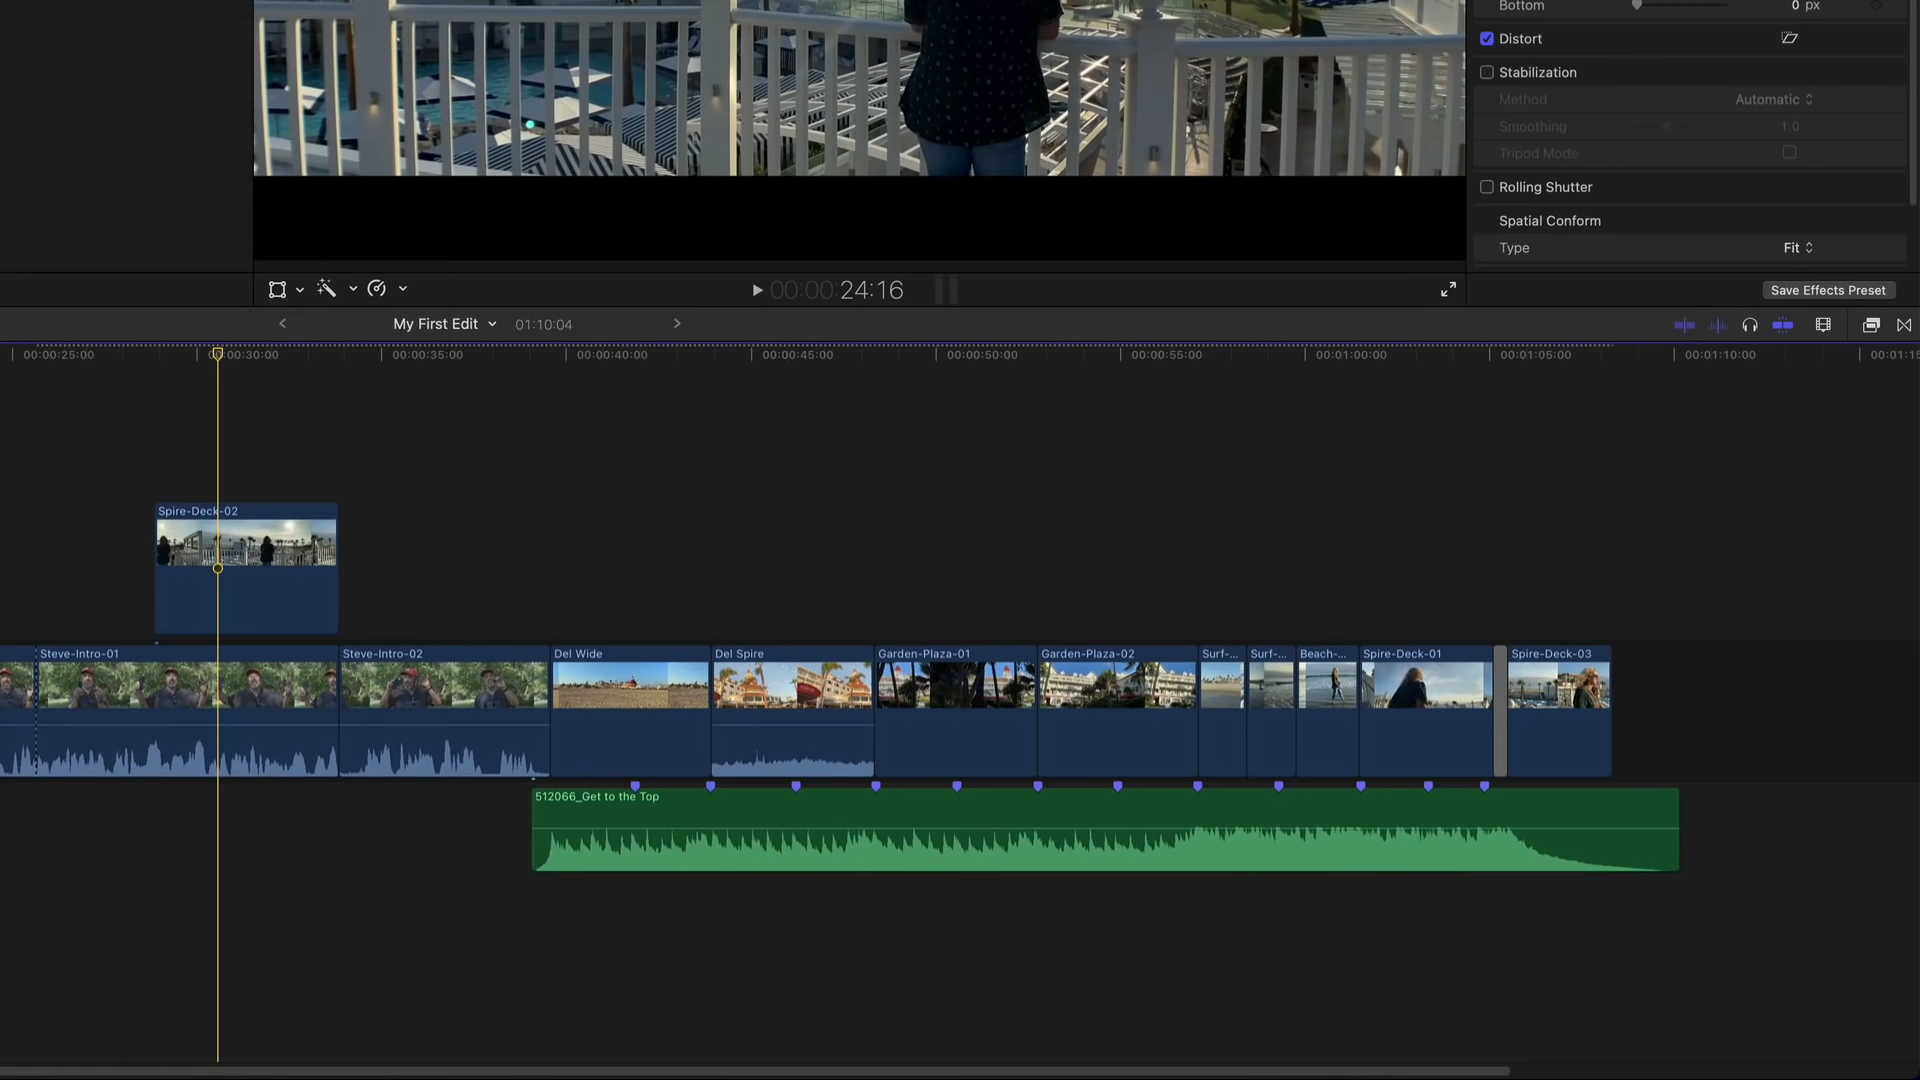 Bottom 0 px
Distort
Stabilization
Method Automatic
Smoothing 1.0
Tripod Mode
Rolling Shutter
Spatial Conform
Type Fit
00:00:24:16
Save Effects Preset
My First Edit 01:10:04
00:00:25:00 00:00:30:00 00:00:35:00 00:00:40:00 00:00:45:00 00:00:50:00 00:00:55:00 00:01:00:00 00:01:05:00 00:01:10:00 00:01:15
Spire-Deck-02
Steve-Intro-01 Steve-Intro-02 Del Wide Del Spire Garden-Plaza-01 Garden-Plaza-02 Surf-... Surf-... Beach-... Spire-Deck-01 Spire-Deck-03
512066_Get to the Top